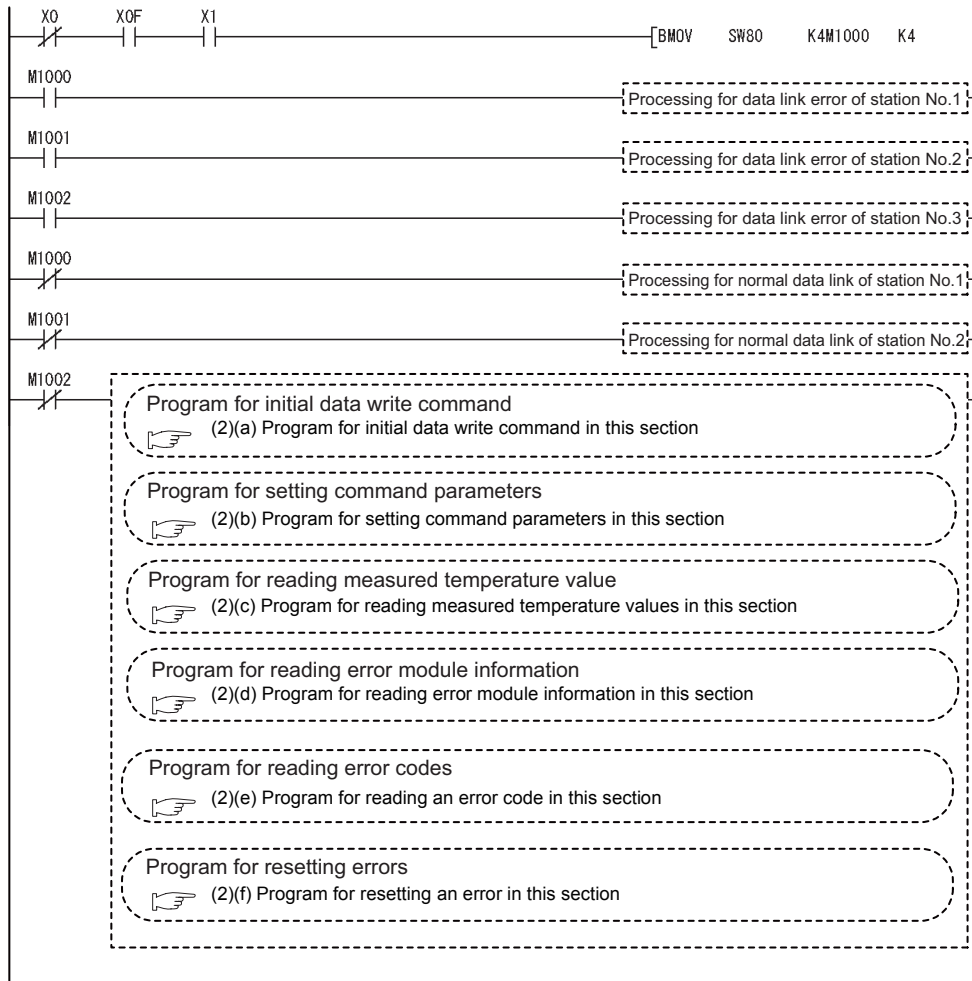 X0 X0F X1
BMOV SW80 K4M1000 K4
M1000
Processing for data link error of station No.1
M1001
Processing for data link error of station No.2
M1002
Processing for data link error of station No.3
M1000
Processing for normal data link of station No.1
M1001
Processing for normal data link of station No.2
M1002
Program for initial data write command
(2)(a) Program for initial data write command in this section
Program for setting command parameters
(2)(b) Program for setting command parameters in this section
Program for reading measured temperature value
(2)(c) Program for reading measured temperature values in this section
Program for reading error module information
(2)(d) Program for reading error module information in this section
Program for reading error codes
(2)(e) Program for reading an error code in this section
Program for resetting errors
(2)(f) Program for resetting an error in this section